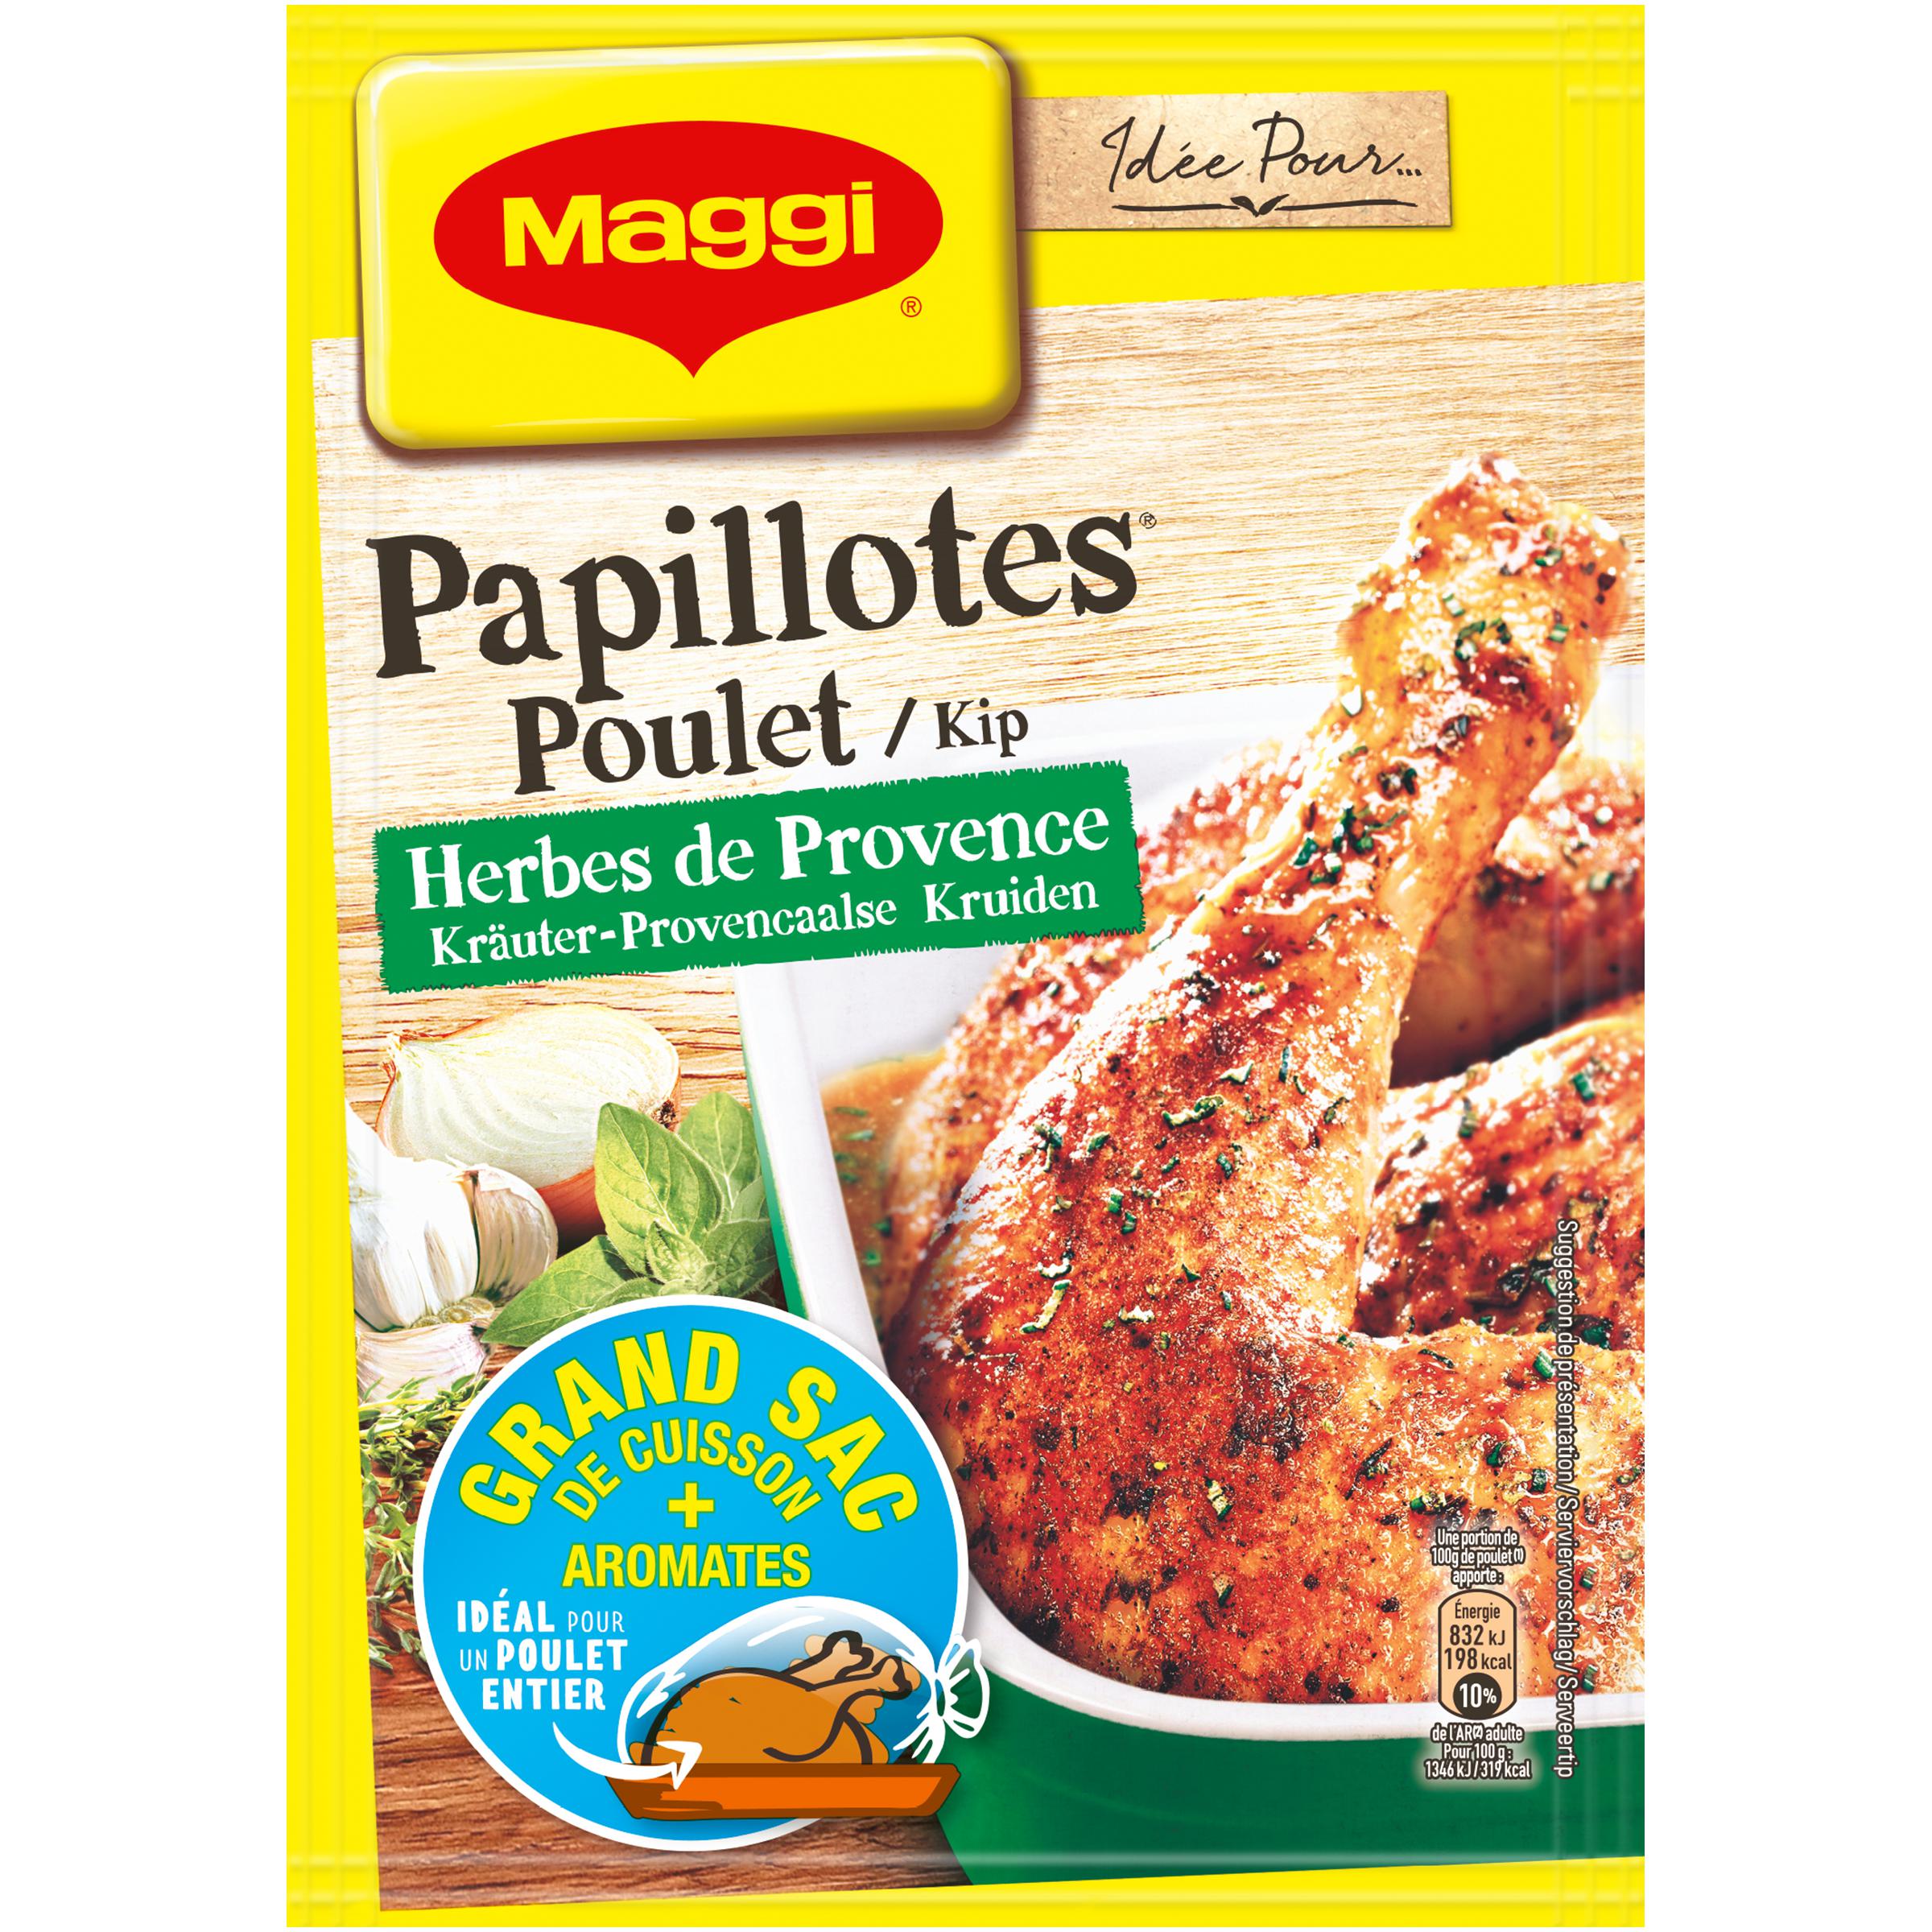 Maggi
®
Idée Pour...
Papillotes®
Poulet / Kip
Herbes de Provence
Kräuter-Provencaalse Kruiden
GRAND SAC
DE CUISSON
+
AROMATES
IDÉAL POUR
UN POULET
ENTIER
Suggestion de présentation/Serviervorschlag/Serveertip
Une portion de
100g de poulet(1)
apporte :
Énergie
832 kJ
198 kcal
10%
de l'AR(2) adulte
Pour 100 g :
1346 kJ / 319 kcal